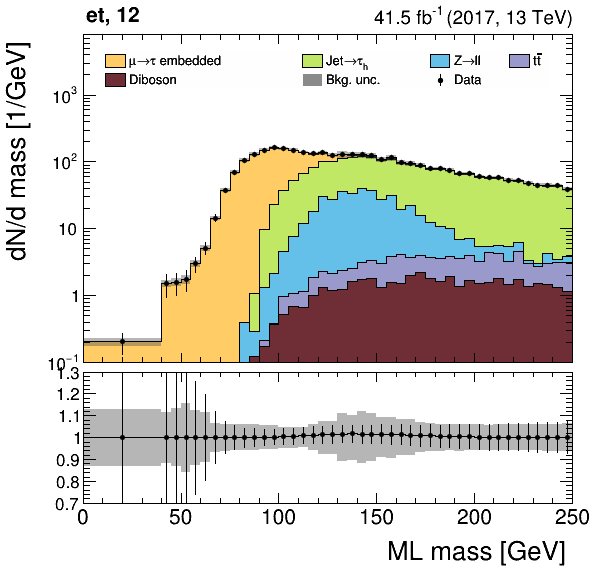 et, 12
41.5 fb⁻¹ (2017, 13 TeV)
μ→τ embedded
Jet→τₕ
Z→ll
tt̄
Diboson
Bkg. unc.
Data
dN/d mass [1/GeV]
10³
10²
10
1
10⁻¹
1.3
1.2
1.1
1
0.9
0.8
0.7
0 50 100 150 200 250
ML mass [GeV]